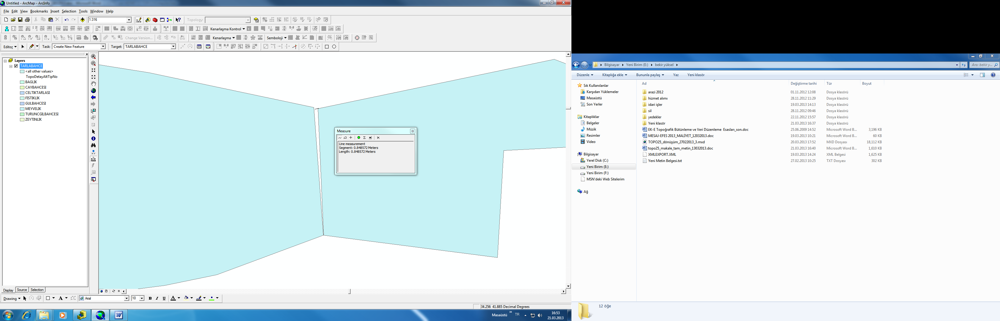 Untitled - ArcMap - ArcInfo
File Edit View Bookmarks Insert Selection Tools Window Help
1:316
Topology:
Kenarlaşma Kontrol
Change Version...
Kenarlaşma
Semboloji
Editor
Task: Create New Feature
Target: TARLABAHCE
Layers
TARLABAHCE
<all other values>
TopoDetayAltTipNo
BAGLIK
CAYBAHCESI
CELTIKTARLASI
FISTIKLIK
GULBAHCESI
MEYVELIK
TURUNCGILBAHCESI
ZEYTINLIK
Measure
Line measurement
Segment: 0.848572 Meters
Length: 0.848572 Meters
Display Source Selection
Drawing
Arial
10
B I U A
34.256 41.885 Decimal Degrees
Masaüstü
TR
16:53
21.03.2013
Bilgisayar Yeni Birim (E:) bekir yüksel
Ara: bekir y...
Düzenle Kitaplığa ekle Bununla paylaş Yaz Yeni klasör
Sık Kullanılanlar
Karşıdan Yüklemeler
Masaüstü
Son Yerler
Kitaplıklar
Belgeler
Müzik
Resimler
Video
Bilgisayar
Yerel Disk (C:)
Yeni Birim (E:)
Yeni Birim (F:)
MSN'deki Web Sitelerim
Ağ
Ad Değiştirme tarihi Tür Boyut
arazi 2012 01.11.2012 12:08 Dosya klasörü
hizmet alımı 28.11.2012 11:29 Dosya klasörü
idari işler 19.03.2013 14:13 Dosya klasörü
sil 28.11.2012 09:46 Dosya klasörü
yedekler 22.11.2012 15:57 Dosya klasörü
Yeni klasör 21.03.2013 16:37 Dosya klasörü
EK-E Topoğrafik Bütünleme ve Veri Düzenleme Esasları_son.doc 25.06.2009 14:52 Microsoft Word B... 3,196 KB
MESAJ-EFES 2013_MALİYET_12032013.doc 19.03.2013 10:21 Microsoft Word B... 60 KB
TOPO25_dönüşüm_27022013_3.mxd 20.03.2013 17:52 MXD Dosyası 18,112 KB
topo25_makale_tam_metin_13032013.doc 21.03.2013 16:40 Microsoft Word B... 1,610 KB
XMLEXPORT.XML 19.03.2013 14:24 XML Belgesi 1,625 KB
Yeni Metin Belgesi.txt 27.02.2013 10:25 TXT Dosyası 302 KB
12 öğe